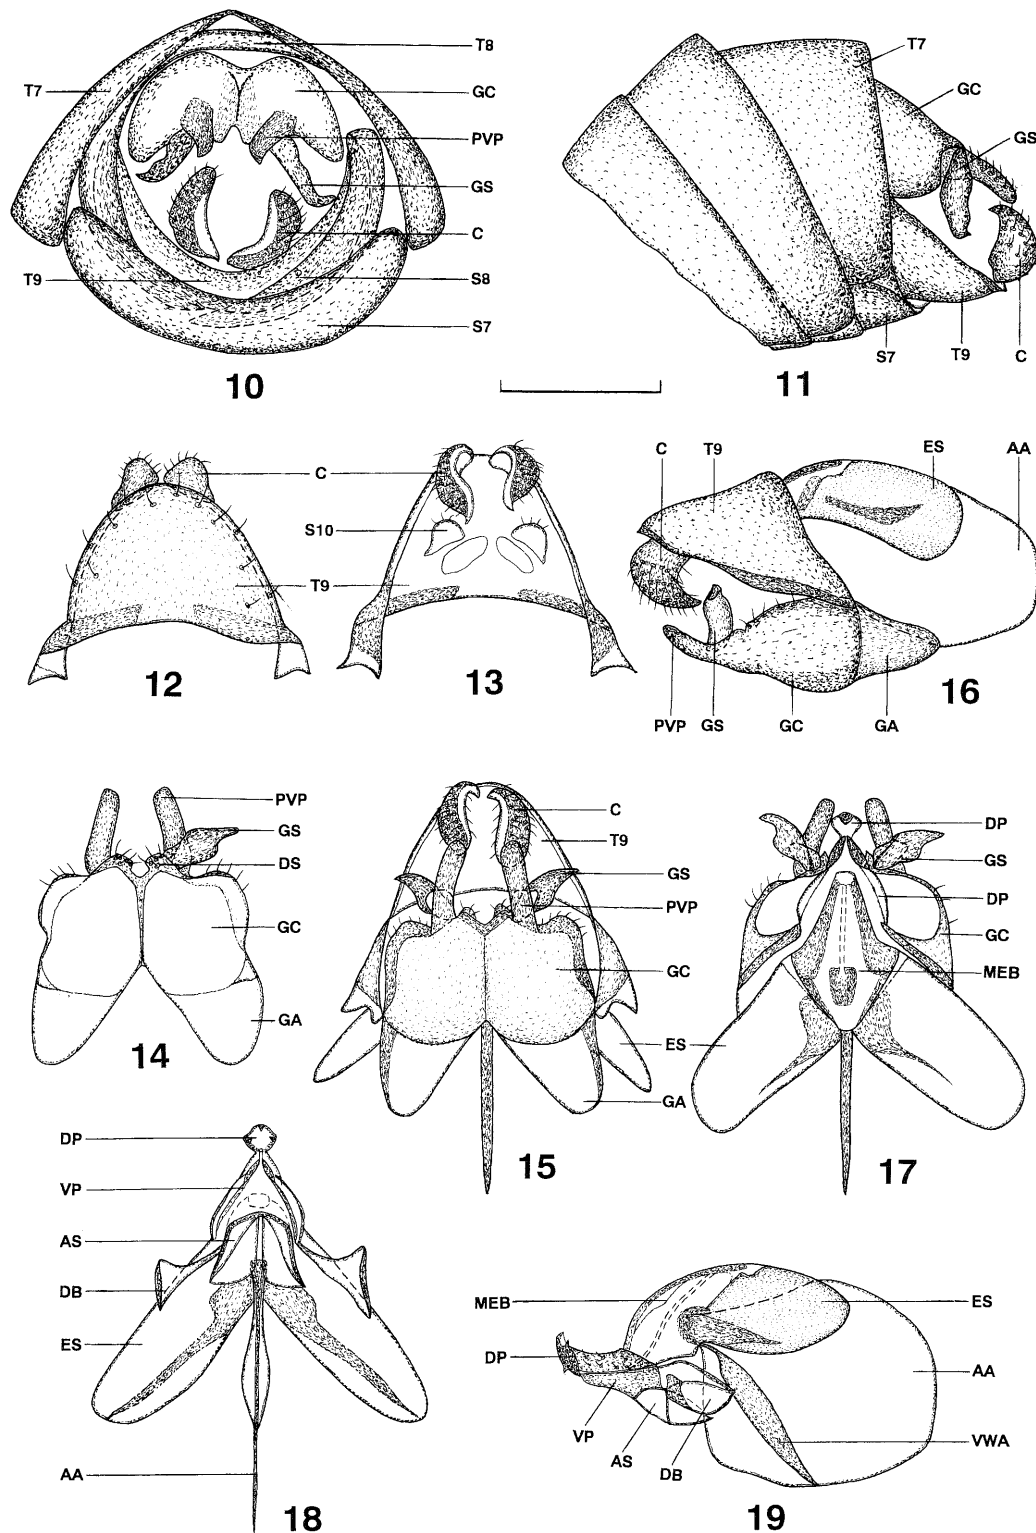 T8
T7
GC
PVP
GS
C
T9
S8
S7
10
T7
GC
GS
S7
T9
C
11
C
S10
T9
12
13
C
T9
ES
AA
PVP
GS
GC
GA
16
PVP
GS
DS
GC
GA
14
C
T9
GS
PVP
GC
ES
GA
15
DP
GS
DP
GC
MEB
17
DP
VP
AS
DB
ES
AA
18
MEB
DP
VP
AS
DB
ES
AA
VWA
19